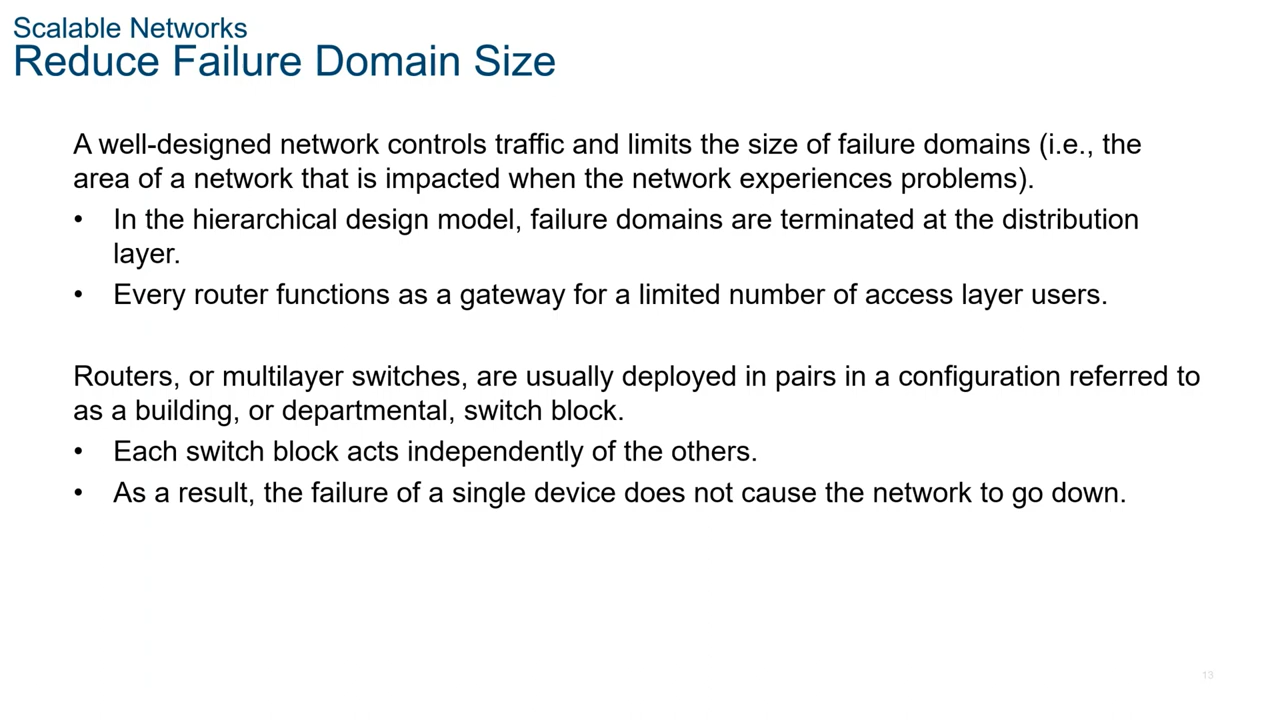 Scalable Networks
Reduce Failure Domain Size
A well-designed network controls traffic and limits the size of failure domains (i.e., the
area of a network that is impacted when the network experiences problems).
• In the hierarchical design model, failure domains are terminated at the distribution
layer.
• Every router functions as a gateway for a limited number of access layer users.
Routers, or multilayer switches, are usually deployed in pairs in a configuration referred to
as a building, or departmental, switch block.
• Each switch block acts independently of the others.
• As a result, the failure of a single device does not cause the network to go down.
13